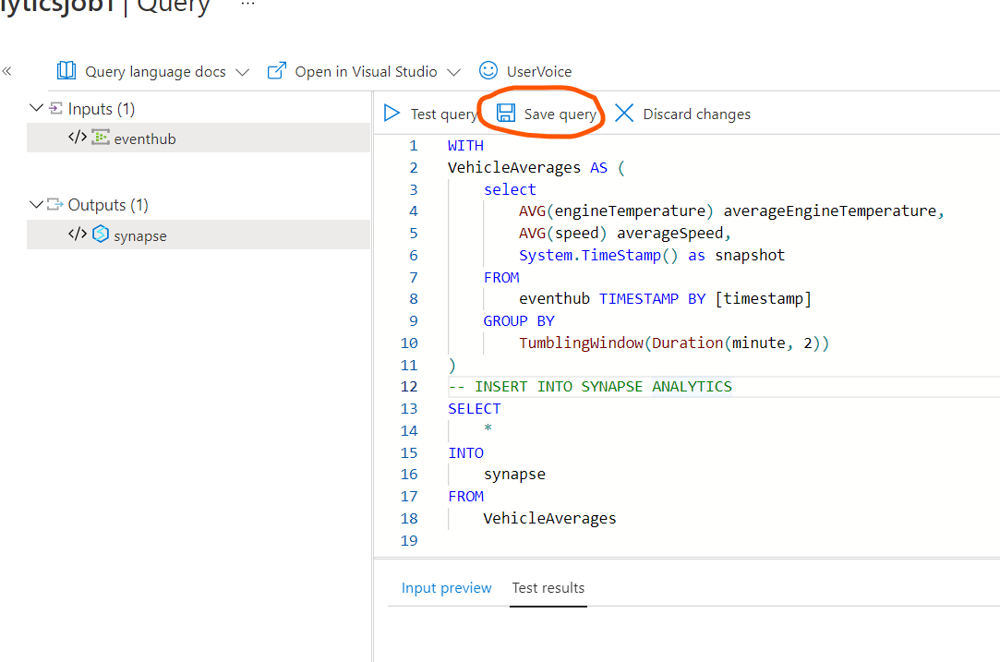 lyticsjob1 | Query ...
« Query language docs Open in Visual Studio UserVoice
Inputs (1)
</> eventhub
Outputs (1)
</> synapse
Test query Save query Discard changes
1 WITH
2 VehicleAverages AS (
3 select
4 AVG(engineTemperature) averageEngineTemperature,
5 AVG(speed) averageSpeed,
6 System.TimeStamp() as snapshot
7 FROM
8 eventhub TIMESTAMP BY [timestamp]
9 GROUP BY
10 TumblingWindow(Duration(minute, 2))
11 )
12 -- INSERT INTO SYNAPSE ANALYTICS
13 SELECT
14 *
15 INTO
16 synapse
17 FROM
18 VehicleAverages
19
Input preview Test results